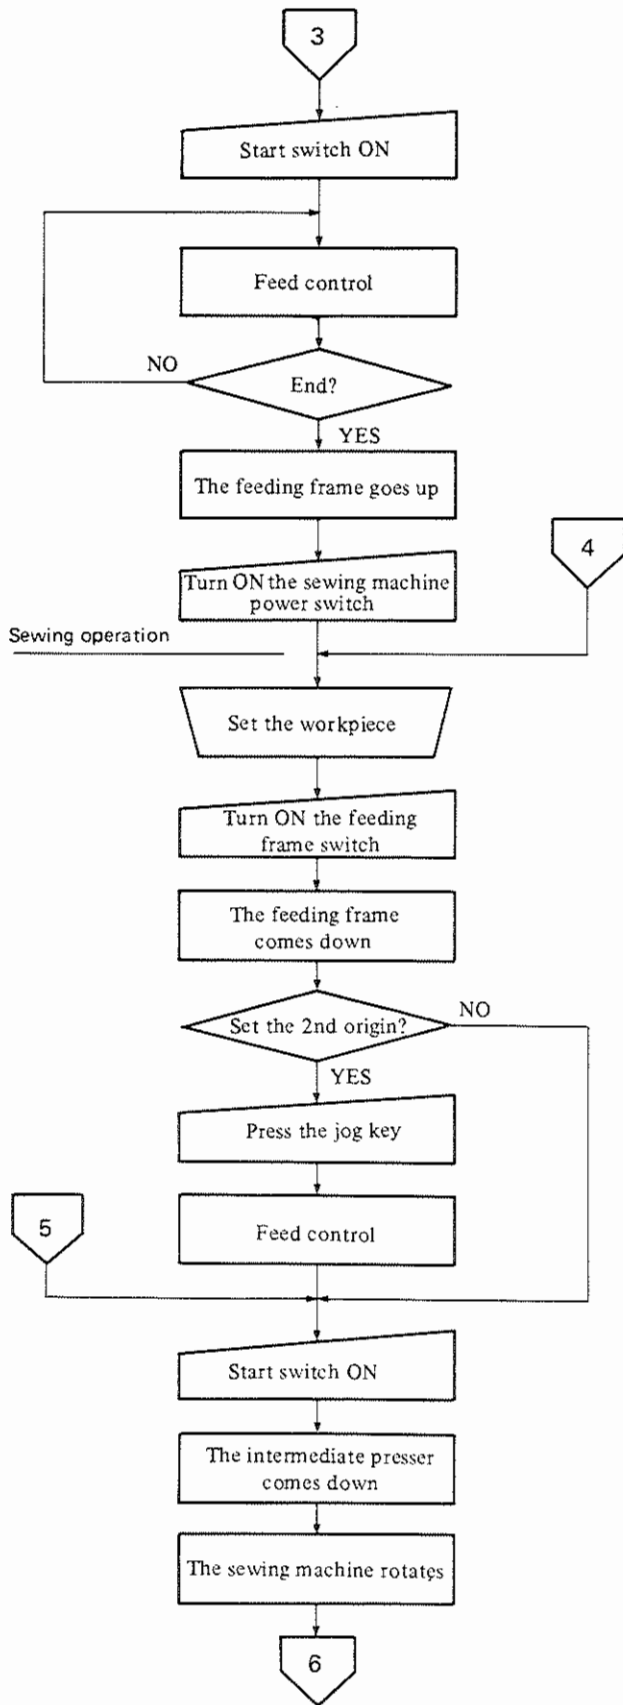 3
Start switch ON
Feed control
NO
End?
YES
The feeding frame goes up
4
Turn ON the sewing machine
power switch
Sewing operation
Set the workpiece
Turn ON the feeding
frame switch
The feeding frame
comes down
Set the 2nd origin?
NO
YES
Press the jog key
5
Feed control
Start switch ON
The intermediate presser
comes down
The sewing machine rotates
6